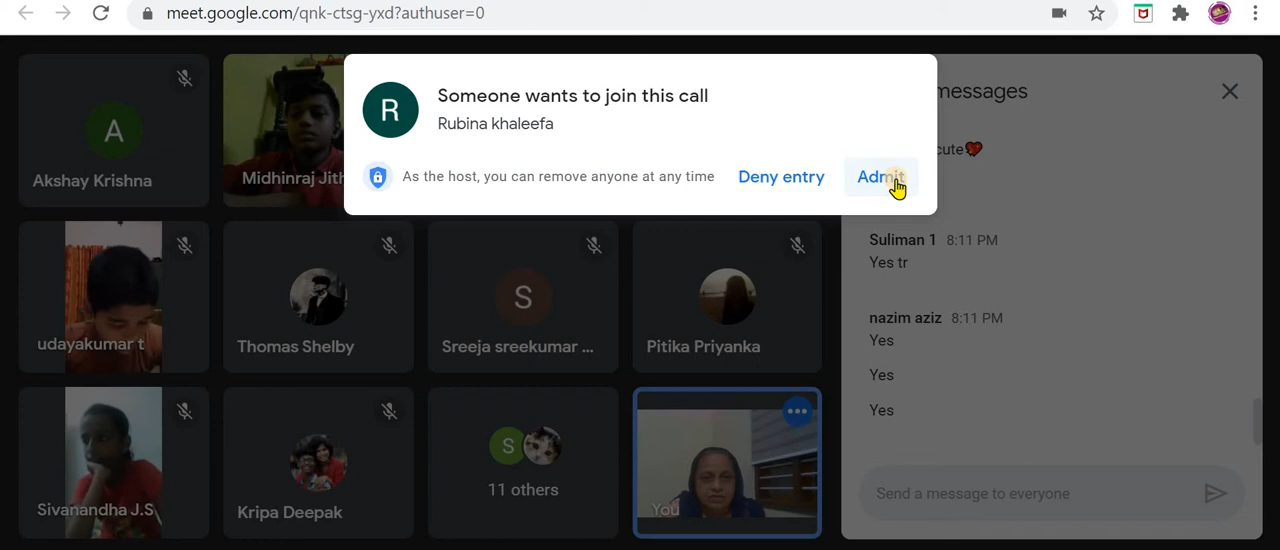 meet.google.com/qnk-ctsg-yxd?authuser=0
A
Akshay Krishna
Midhinraj Jith
R
Someone wants to join this call
Rubina khaleefa
As the host, you can remove anyone at any time
Deny entry
Admit
messages
cute💖
udayakumar t
Thomas Shelby
S
Sreeja sreekumar ...
Pitika Priyanka
Sivanandha J.S
Kripa Deepak
S
11 others
You
Suliman 1 8:11 PM
Yes tr
nazim aziz 8:11 PM
Yes
Yes
Yes
Send a message to everyone